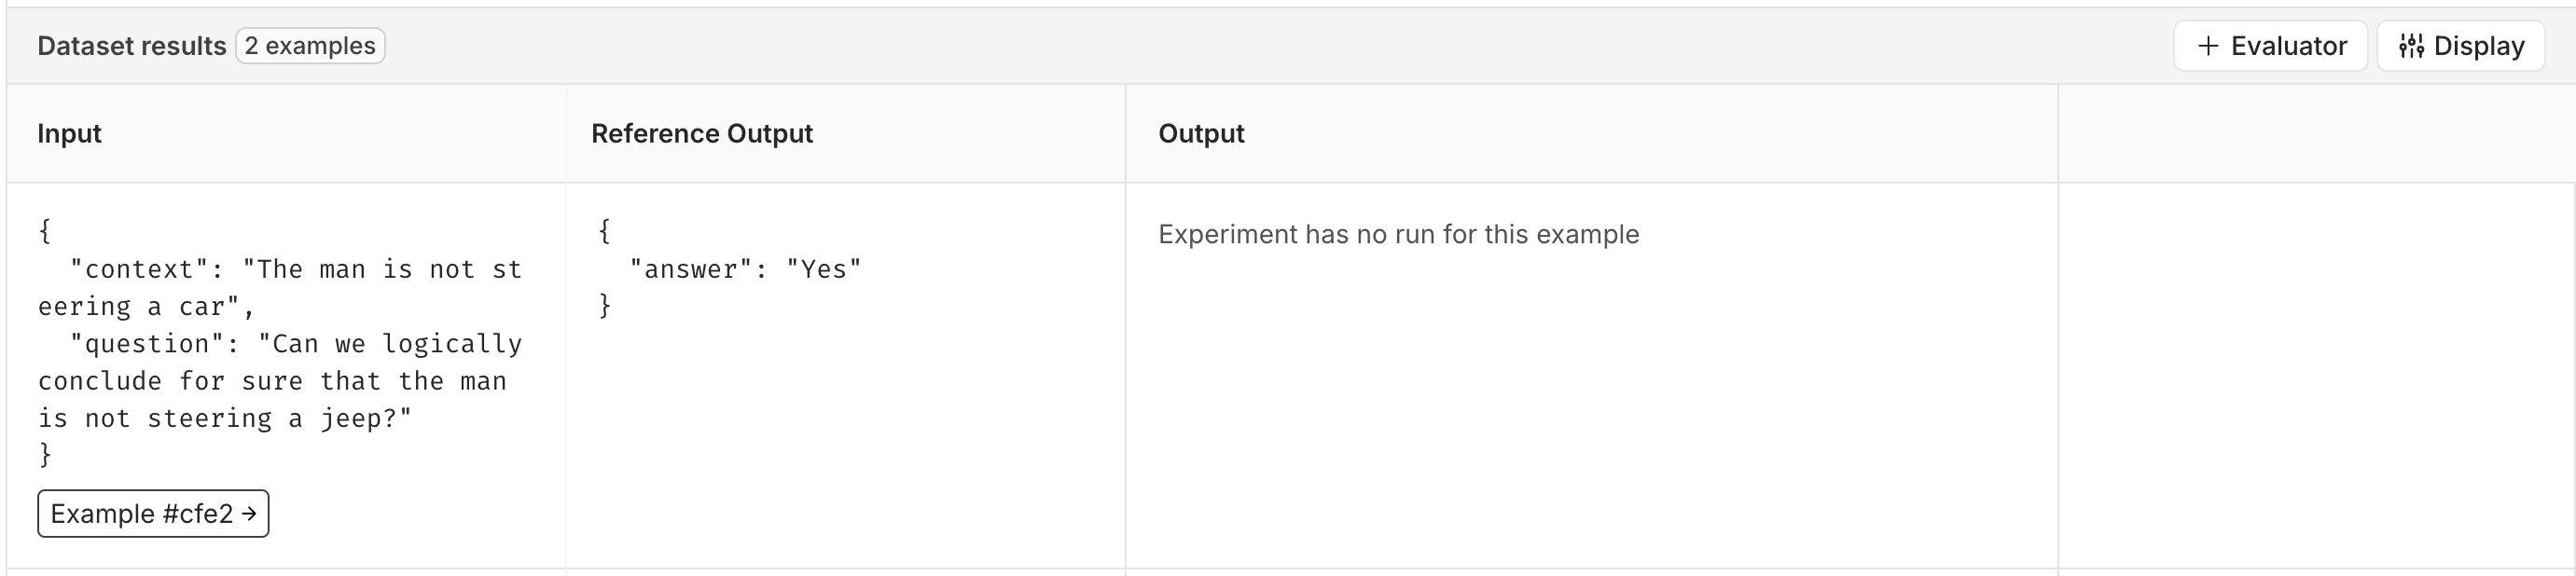 Dataset results 2 examples
+ Evaluator
Display
Input
Reference Output
Output
{
"context": "The man is not st
eering a car",
"question": "Can we logically
conclude for sure that the man
is not steering a jeep?"
}
Example #cfe2 →
{
"answer": "Yes"
}
Experiment has no run for this example